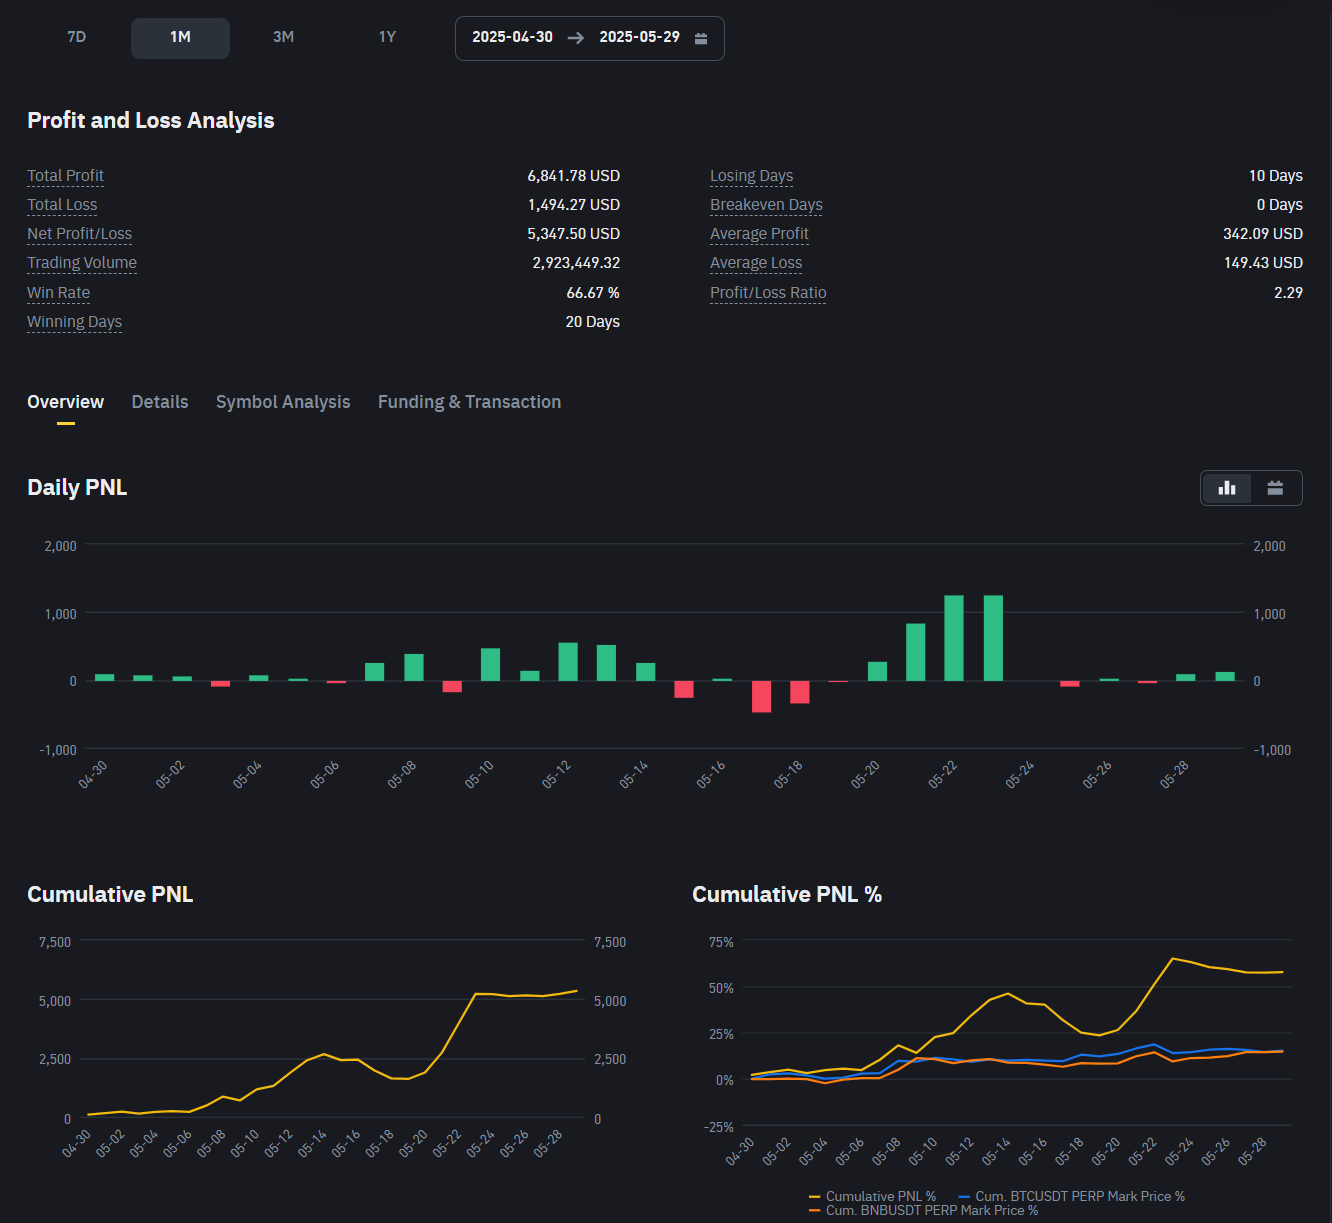 7D 1M 3M 1Y 2025-04-30 → 2025-05-29
Profit and Loss Analysis
Total Profit 6,841.78 USD Losing Days 10 Days
Total Loss 1,494.27 USD Breakeven Days 0 Days
Net Profit/Loss 5,347.50 USD Average Profit 342.09 USD
Trading Volume 2,923,449.32 Average Loss 149.43 USD
Win Rate 66.67 % Profit/Loss Ratio 2.29
Winning Days 20 Days
Overview Details Symbol Analysis Funding & Transaction
Daily PNL
2,000 2,000
1,000 1,000
0 0
-1,000 -1,000
04-30 05-02 05-04 05-06 05-08 05-10 05-12 05-14 05-16 05-18 05-20 05-22 05-24 05-26 05-28
Cumulative PNL
7,500 7,500
5,000 5,000
2,500 2,500
0 0
04-30 05-02 05-04 05-06 05-08 05-10 05-12 05-14 05-16 05-18 05-20 05-22 05-24 05-26 05-28
Cumulative PNL %
75%
50%
25%
0%
-25%
04-30 05-02 05-04 05-06 05-08 05-10 05-12 05-14 05-16 05-18 05-20 05-22 05-24 05-26 05-28
Cumulative PNL % Cum. BTCUSDT PERP Mark Price %
Cum. BNBUSDT PERP Mark Price %